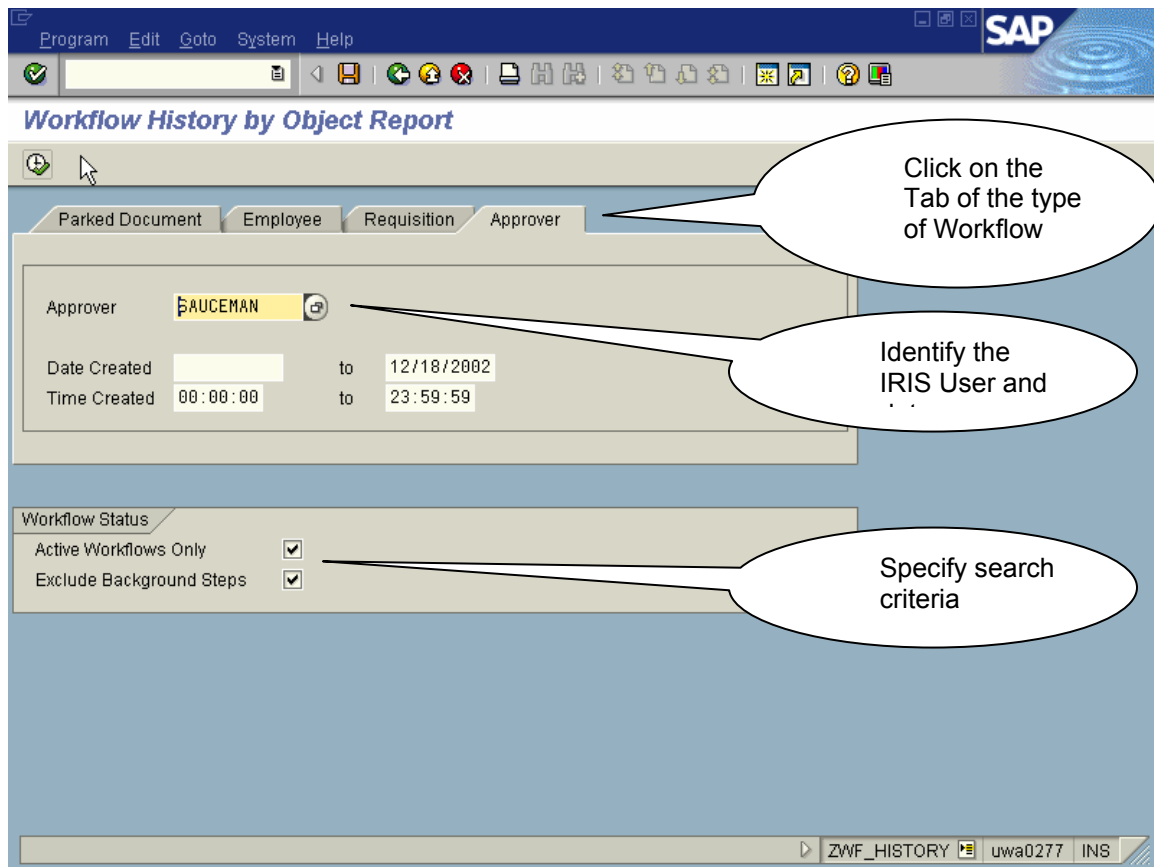 Program Edit Goto System Help
SAP
Workflow History by Object Report
Parked Document Employee Requisition Approver
Click on the
Tab of the type
of Workflow
Approver SAUCEMAN
Date Created to 12/18/2002
Time Created 00:00:00 to 23:59:59
Identify the
IRIS User and
Workflow Status
Active Workflows Only
Exclude Background Steps
Specify search
criteria
ZWF_HISTORY uwa0277 INS